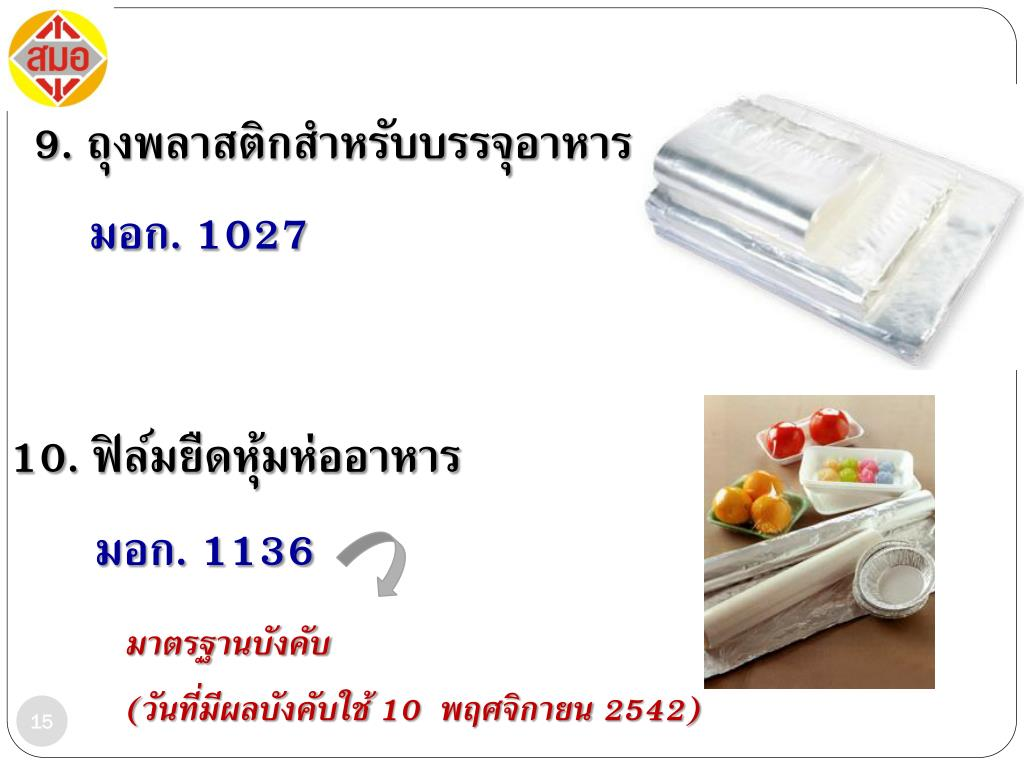 สมอ
9. ถุงพลาสติกสำหรับบรรจุอาหาร
มอก. 1027
10. ฟิล์มยืดหุ้มห่ออาหาร
มอก. 1136
มาตรฐานบังคับ
(วันที่มีผลบังคับใช้ 10 พฤศจิกายน 2542)
15